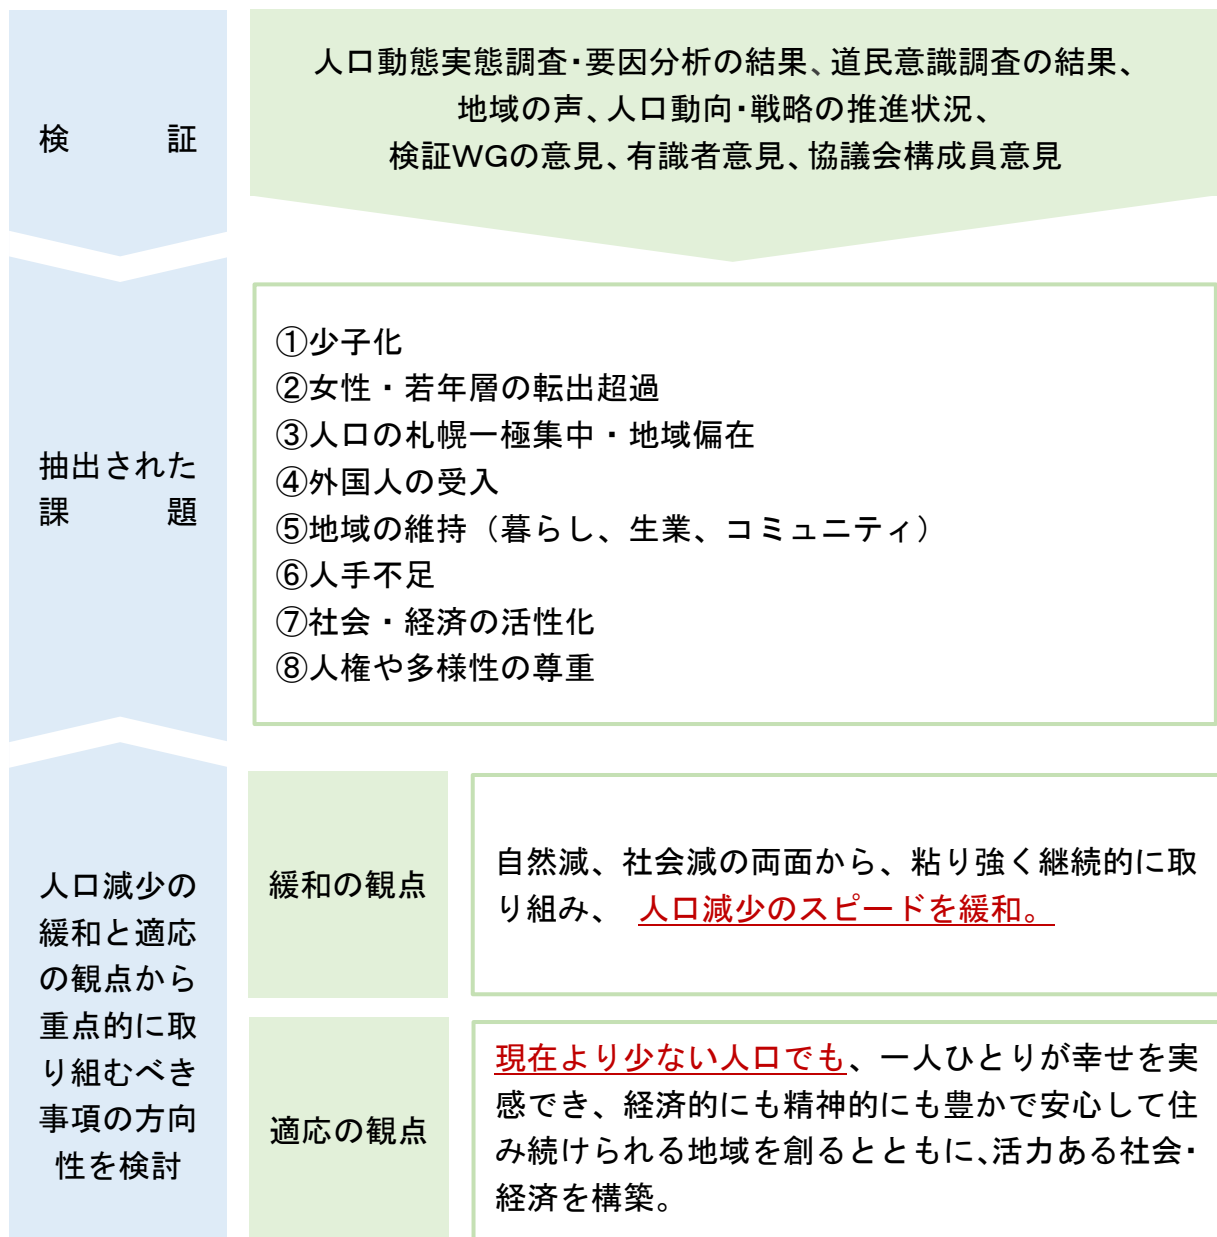 検　　　証
人口動態実態調査・要因分析の結果、道民意識調査の結果、
地域の声、人口動向・戦略の推進状況、
検証WGの意見、有識者意見、協議会構成員意見
抽出された
課　　　題
①少子化
②女性・若年層の転出超過
③人口の札幌一極集中・地域偏在
④外国人の受入
⑤地域の維持（暮らし、生業、コミュニティ）
⑥人手不足
⑦社会・経済の活性化
⑧人権や多様性の尊重
人口減少の
緩和と適応
の観点から
重点的に取
り組むべき
事項の方向
性を検討
緩和の観点
自然減、社会減の両面から、粘り強く継続的に取
り組み、　人口減少のスピードを緩和。
適応の観点
現在より少ない人口でも、一人ひとりが幸せを実
感でき、経済的にも精神的にも豊かで安心して住
み続けられる地域を創るとともに、活力ある社会・
経済を構築。